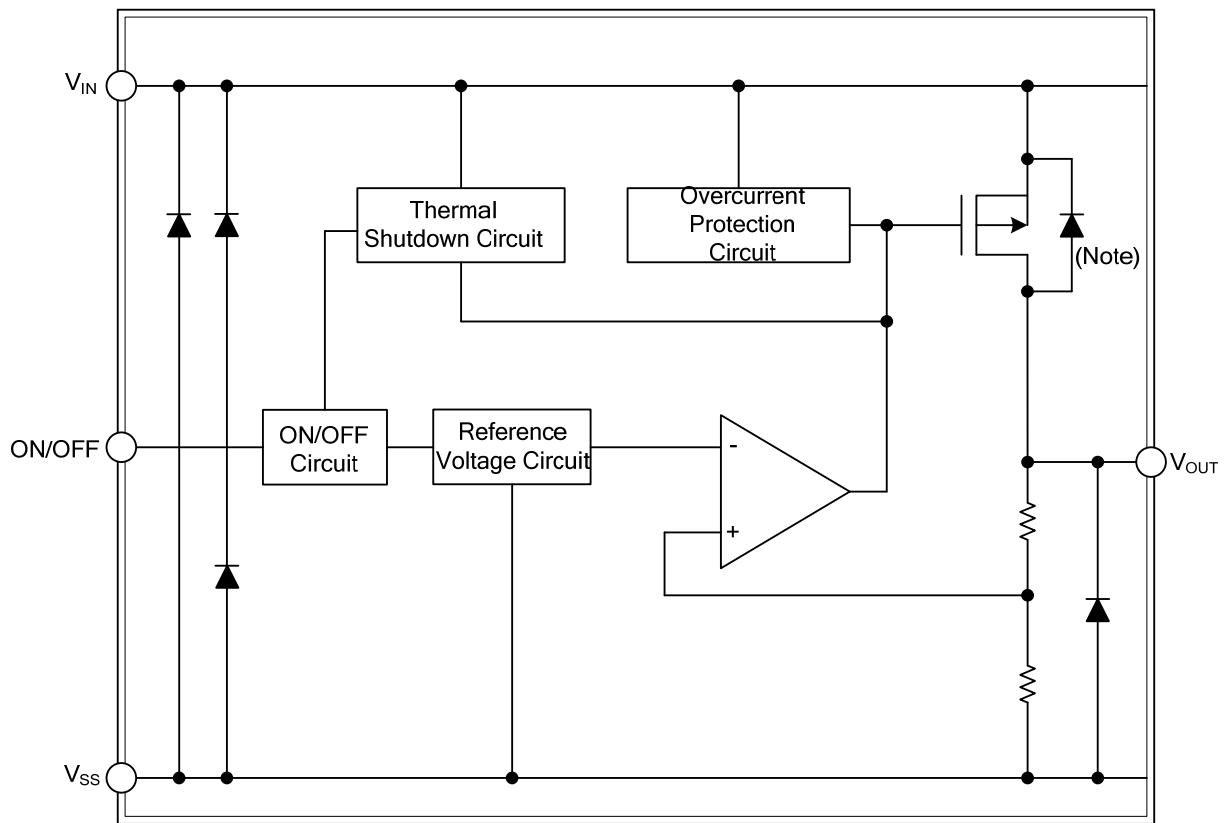 VIN
Thermal
Shutdown Circuit
Overcurrent
Protection
Circuit
(Note)
ON/OFF
ON/OFF
Circuit
Reference
Voltage Circuit
-
+
VOUT
VSS